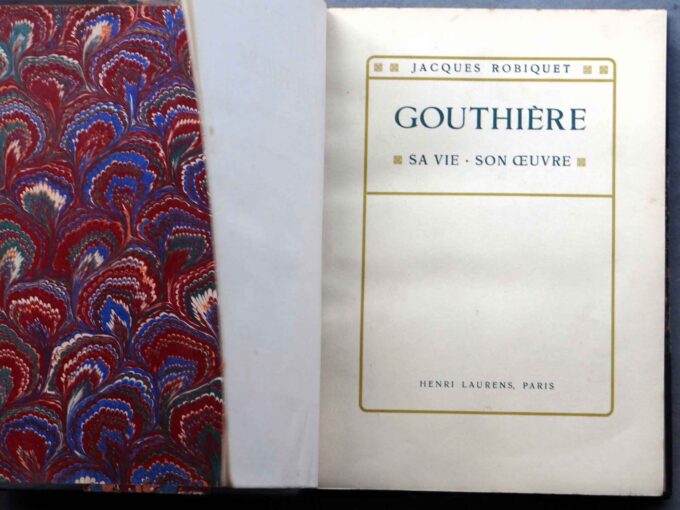 JACQUES ROBIQUET
GOUTHIÈRE
SA VIE · SON ŒUVRE
HENRI LAURENS, PARIS